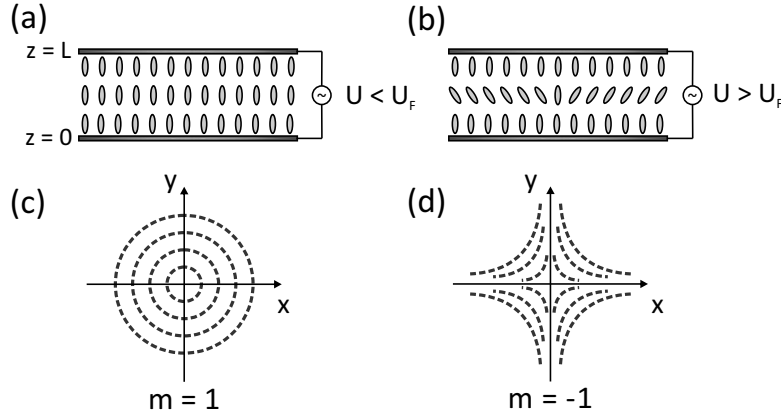 (a)
z = L
z = 0
U < U_F
(b)
U > U_F
(c)
y
x
m = 1
(d)
y
x
m = -1